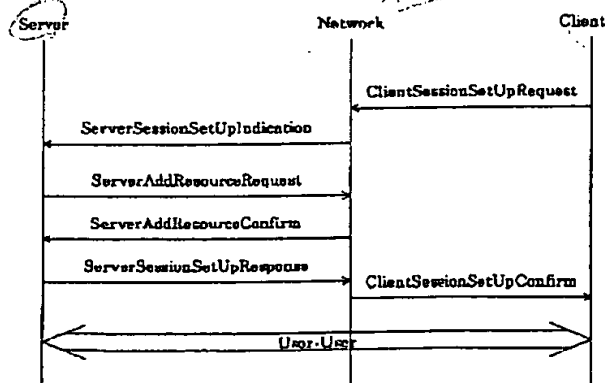 Server Network Client
ClientSessionSetUpRequest
ServerSessionSetUpIndication
ServerAddResourceRequest
ServerAddResourceConfirm
ServerSessionSetUpResponse
ClientSessionSetUpConfirm
User-User